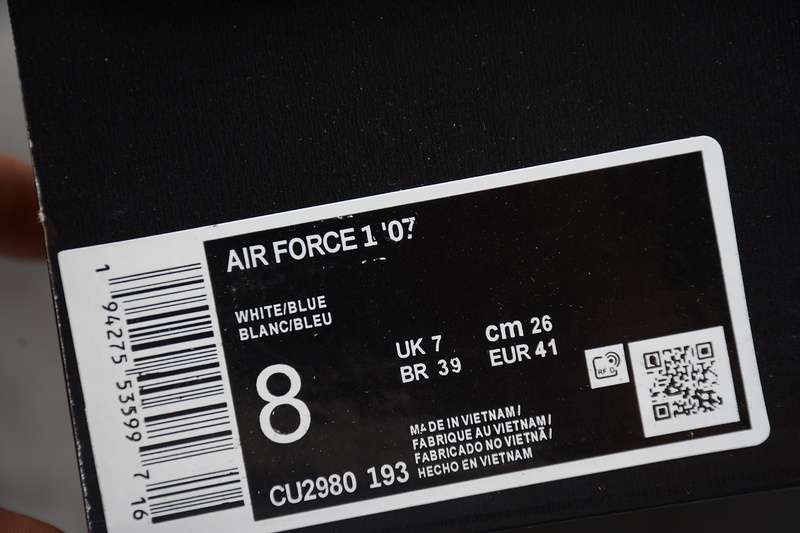 AIR FORCE 1 '07
WHITE/BLUE
BLANC/BLEU
8
UK 7
BR 39
cm 26
EUR 41
RFID
CU2980 193
MADE IN VIETNAM/
FABRIQUE AU VIETNAM/
FABRICADO NO VIETNÃ/
HECHO EN VIETNAM
1 94275 53599 7 16